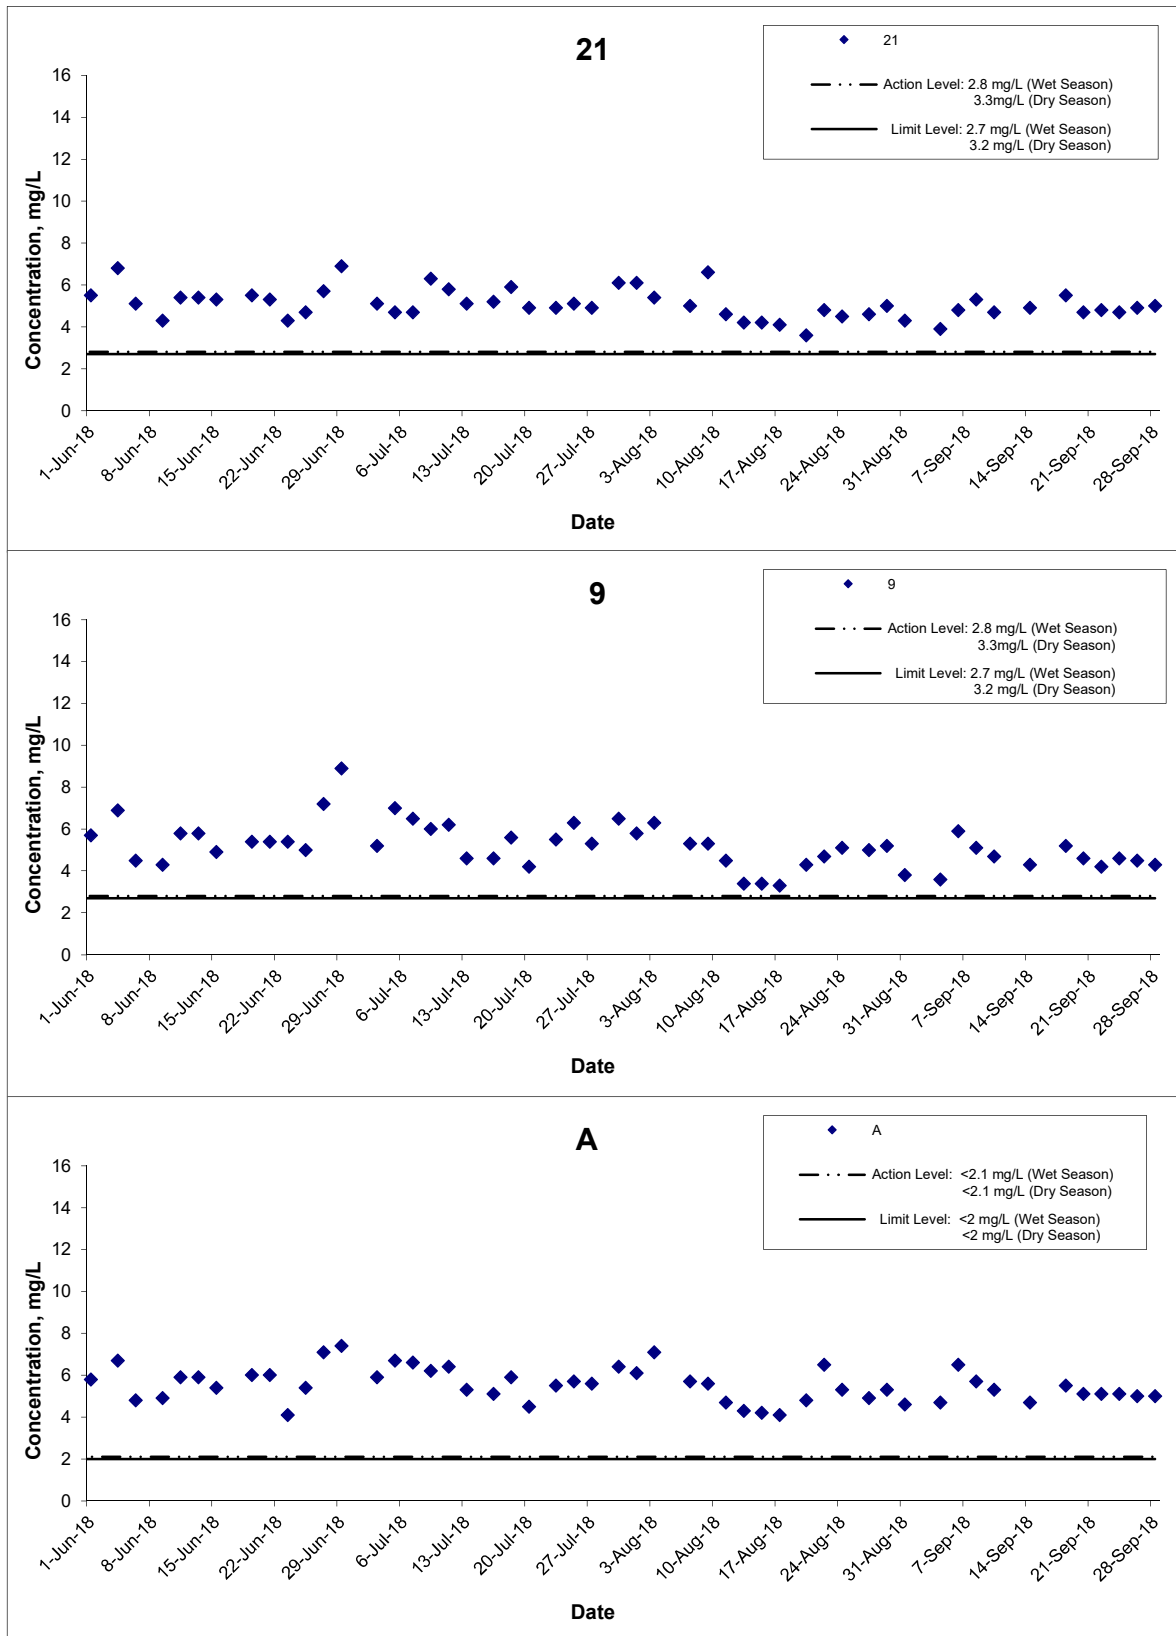 21
21
Action Level: 2.8 mg/L (Wet Season)
3.3mg/L (Dry Season)
Limit Level: 2.7 mg/L (Wet Season)
3.2 mg/L (Dry Season)
16
14
12
10
8
6
4
2
0
Concentration, mg/L
1-Jun-18
8-Jun-18
15-Jun-18
22-Jun-18
29-Jun-18
6-Jul-18
13-Jul-18
20-Jul-18
27-Jul-18
3-Aug-18
10-Aug-18
17-Aug-18
24-Aug-18
31-Aug-18
7-Sep-18
14-Sep-18
21-Sep-18
28-Sep-18
Date
9
9
Action Level: 2.8 mg/L (Wet Season)
3.3mg/L (Dry Season)
Limit Level: 2.7 mg/L (Wet Season)
3.2 mg/L (Dry Season)
16
14
12
10
8
6
4
2
0
Concentration, mg/L
1-Jun-18
8-Jun-18
15-Jun-18
22-Jun-18
29-Jun-18
6-Jul-18
13-Jul-18
20-Jul-18
27-Jul-18
3-Aug-18
10-Aug-18
17-Aug-18
24-Aug-18
31-Aug-18
7-Sep-18
14-Sep-18
21-Sep-18
28-Sep-18
Date
A
A
Action Level: <2.1 mg/L (Wet Season)
<2.1 mg/L (Dry Season)
Limit Level: <2 mg/L (Wet Season)
<2 mg/L (Dry Season)
16
14
12
10
8
6
4
2
0
Concentration, mg/L
1-Jun-18
8-Jun-18
15-Jun-18
22-Jun-18
29-Jun-18
6-Jul-18
13-Jul-18
20-Jul-18
27-Jul-18
3-Aug-18
10-Aug-18
17-Aug-18
24-Aug-18
31-Aug-18
7-Sep-18
14-Sep-18
21-Sep-18
28-Sep-18
Date